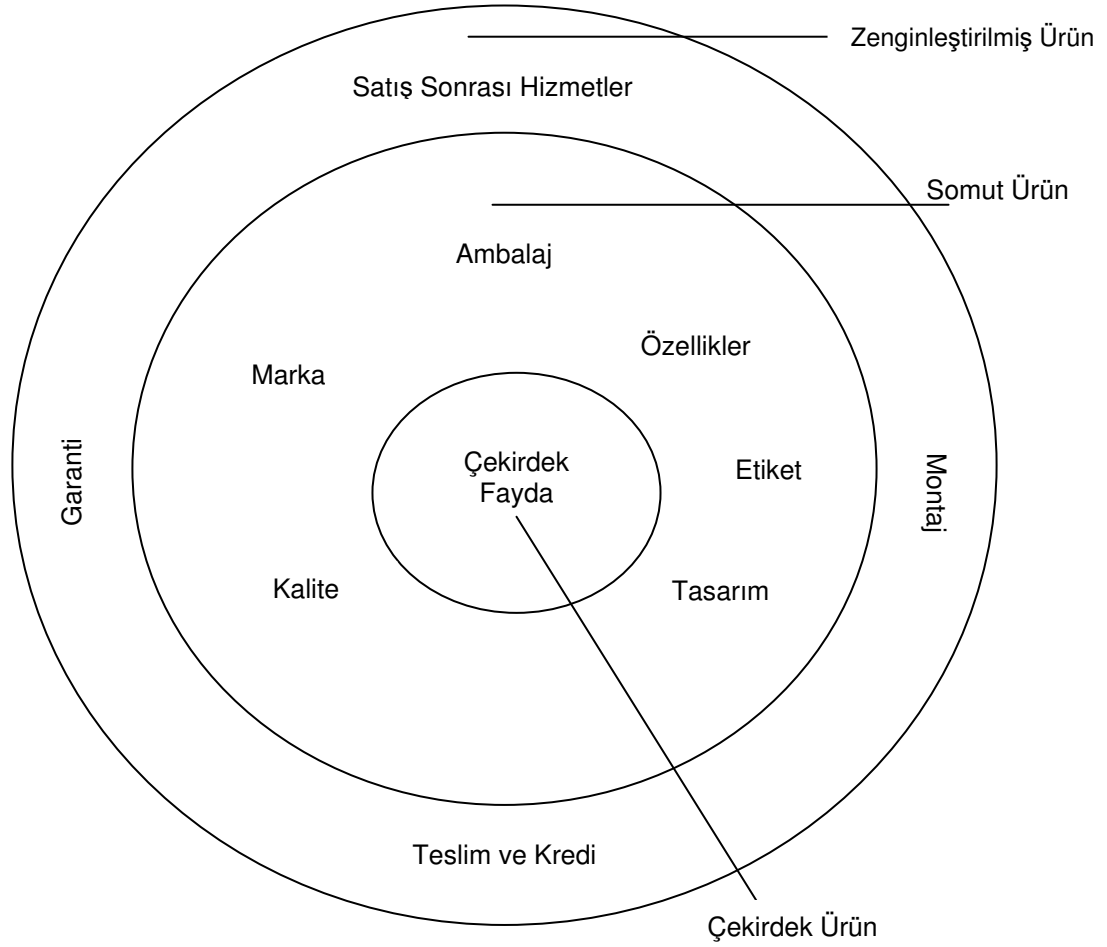 Zenginleştirilmiş Ürün
Satış Sonrası Hizmetler
Somut Ürün
Ambalaj
Özellikler
Marka
Garanti
Çekirdek
Fayda
Etiket
Montaj
Kalite
Tasarım
Teslim ve Kredi
Çekirdek Ürün